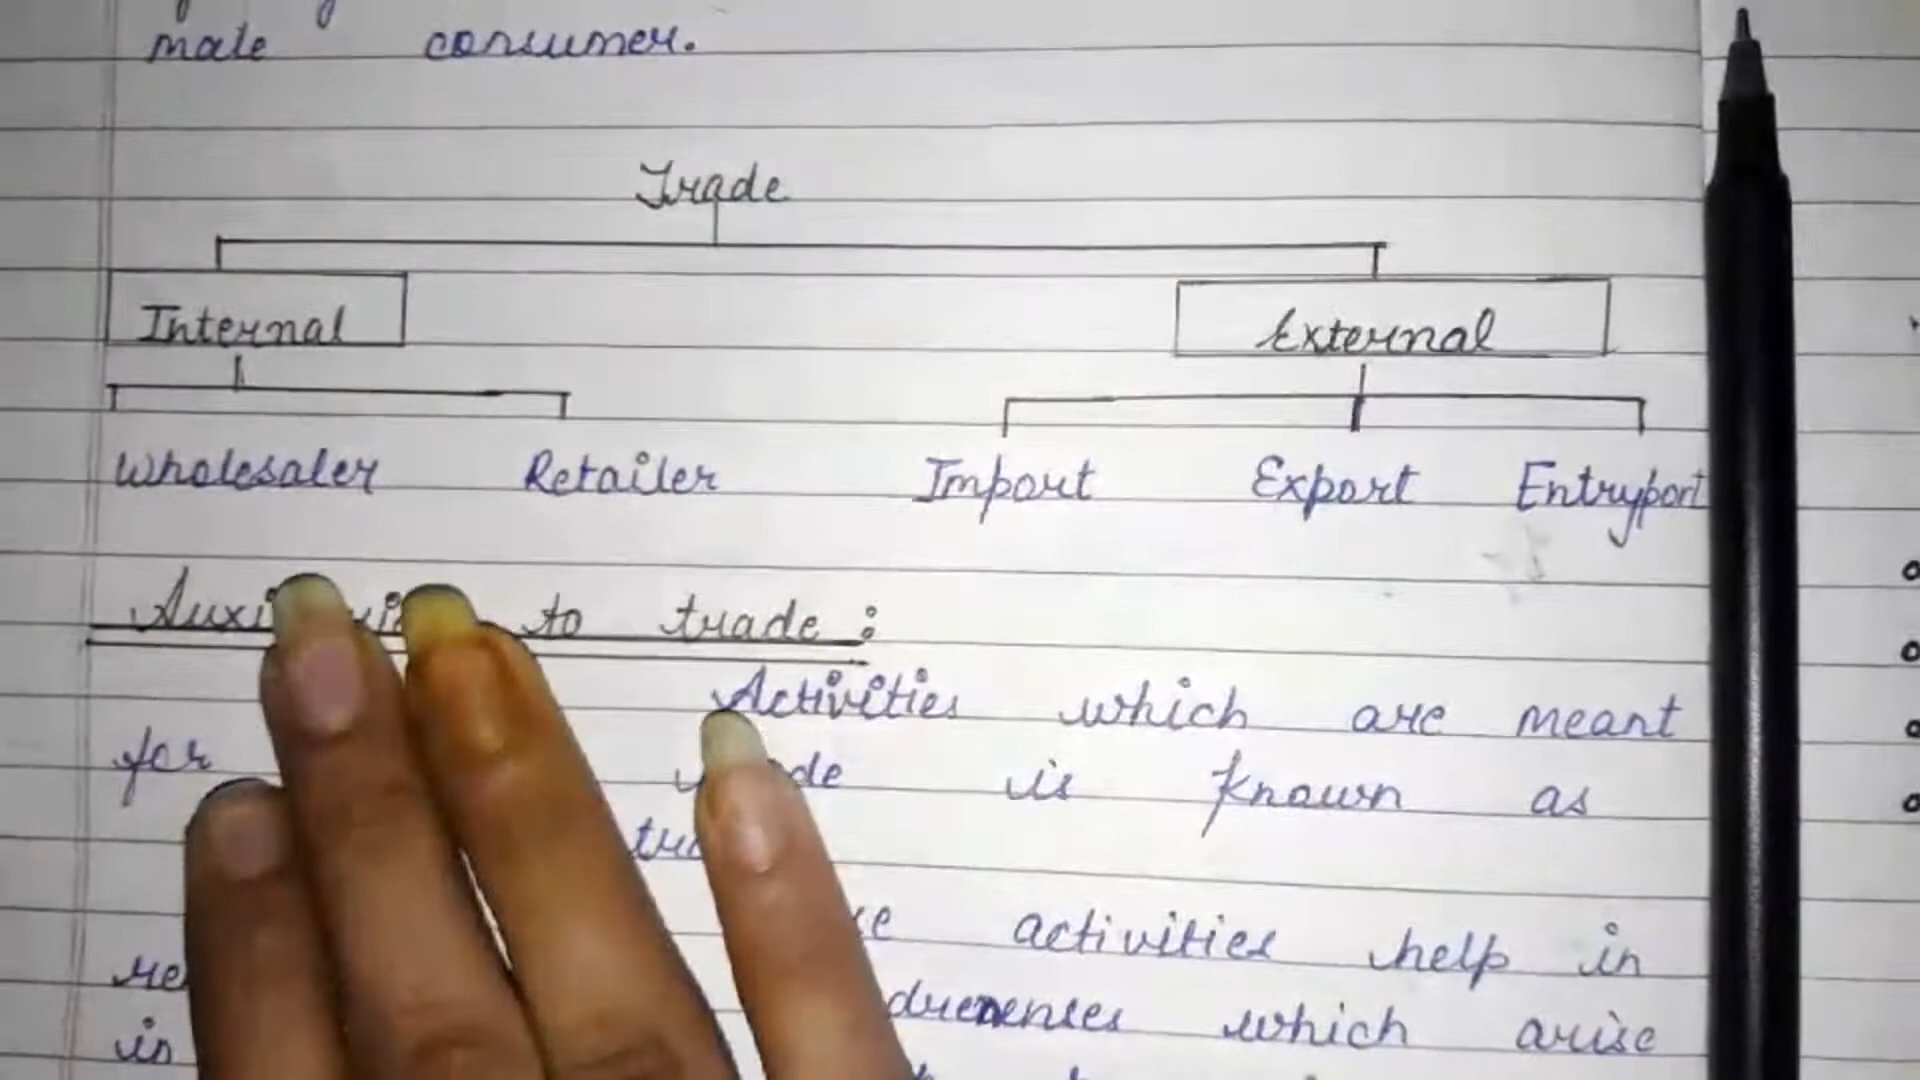 mate consumer.
Trade
Internal External
Wholesaler Retailer Import Export Entryport
to trade :
Activities which are meant
for is known as
activities help in
which arise
in